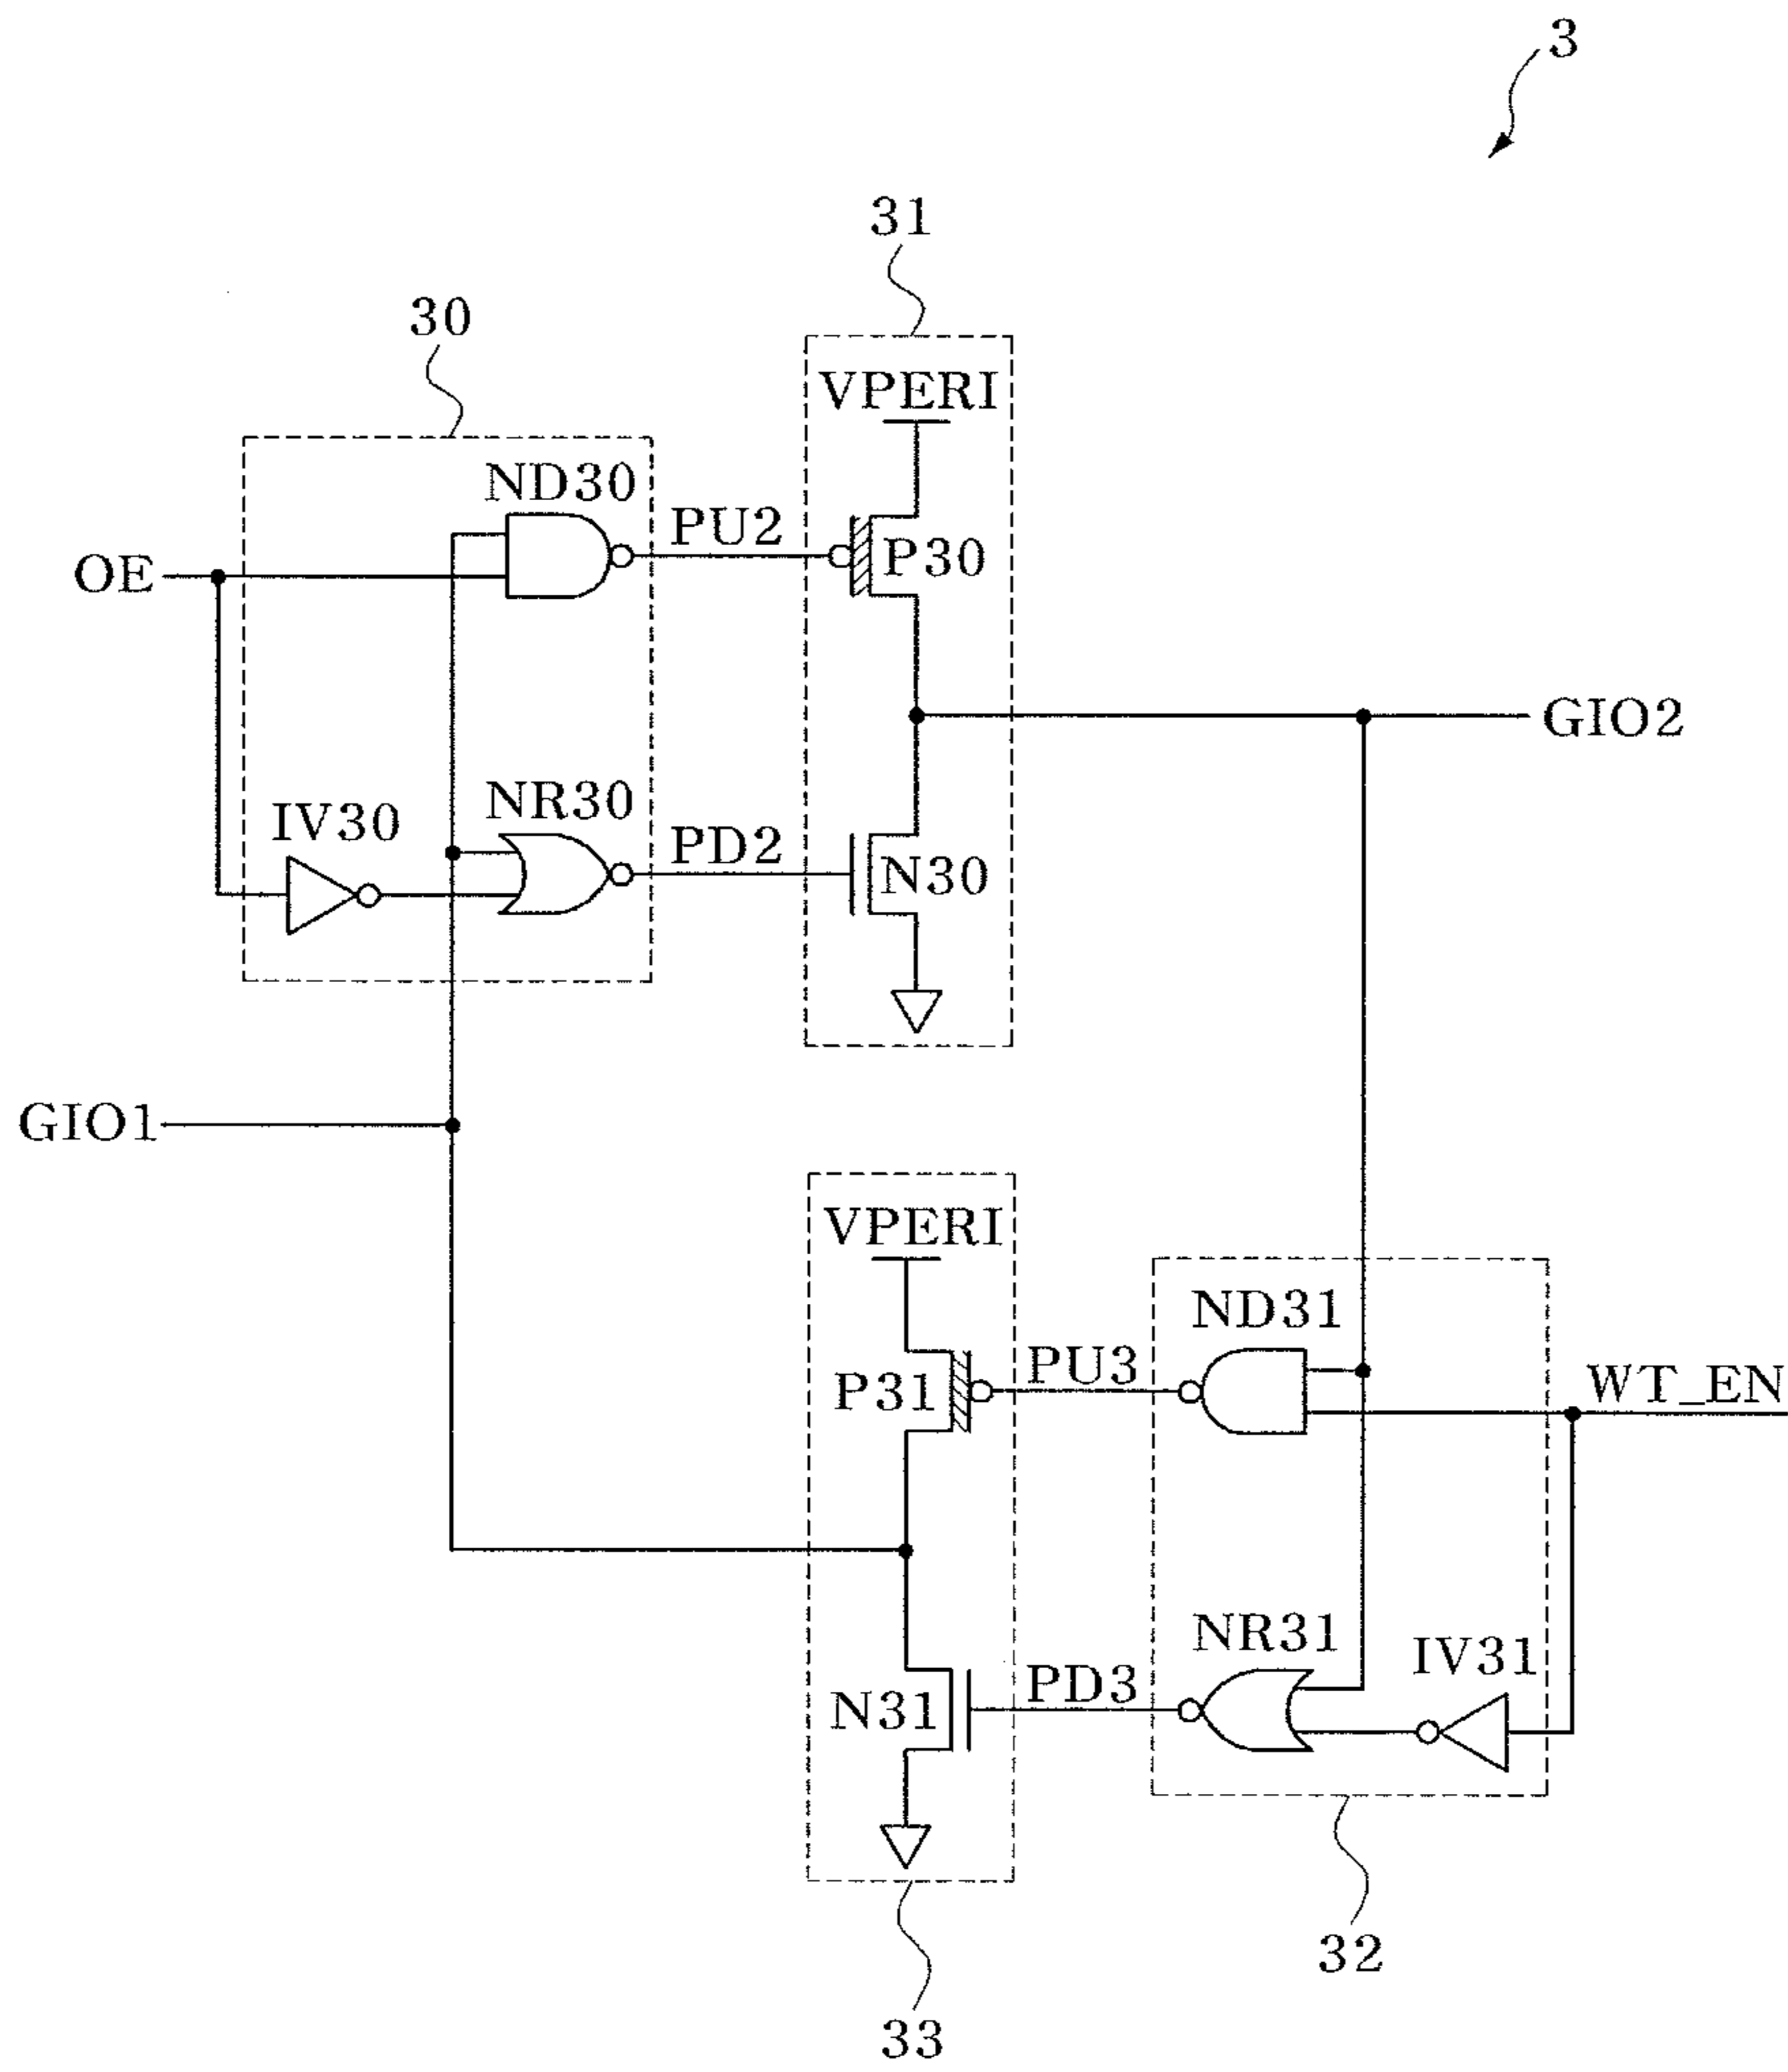 3
31
30
VPERI
ND30
PU2
P30
OE
GIO2
IV30
NR30
PD2
N30
GIO1
VPERI
ND31
PU3
P31
WT_EN
NR31
IV31
PD3
N31
32
33